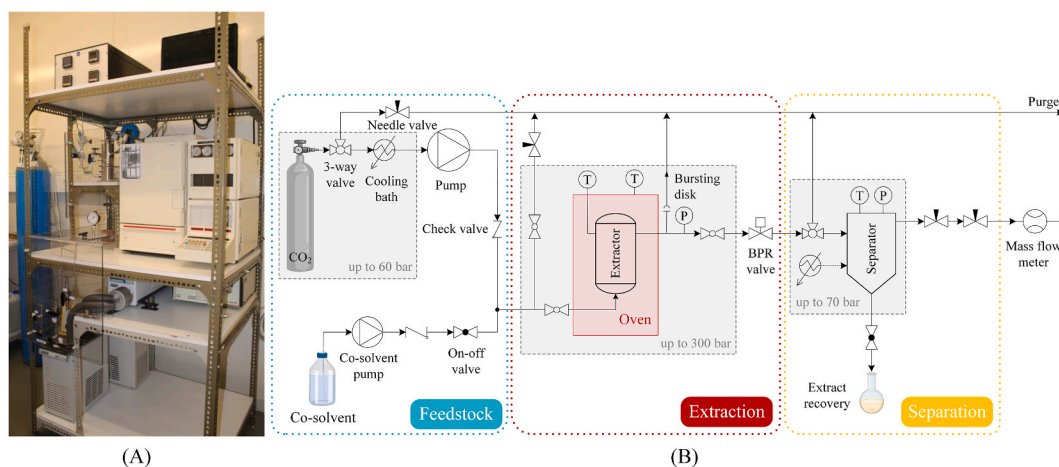 Purge
Needle valve
3-way
valve
Cooling
bath
Pump
CO₂
up to 60 bar
Check valve
Co-solvent
pump
On-off
valve
Co-solvent
Feedstock
T
T
P
Bursting
disk
Extractor
Oven
up to 300 bar
BPR
valve
Extraction
T
P
Separator
up to 70 bar
Mass flow
meter
Extract
recovery
Separation
(A)
(B)